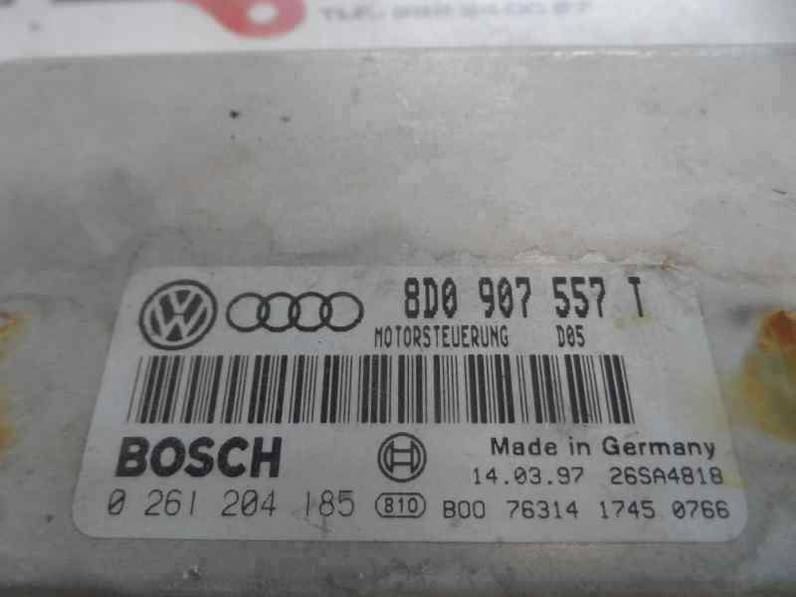 8D0 907 557 T
MOTORSTEUERUNG D05
BOSCH
Made in Germany
14.03.97 26SA4818
0 261 204 185 810 B00 76314 1745 0766